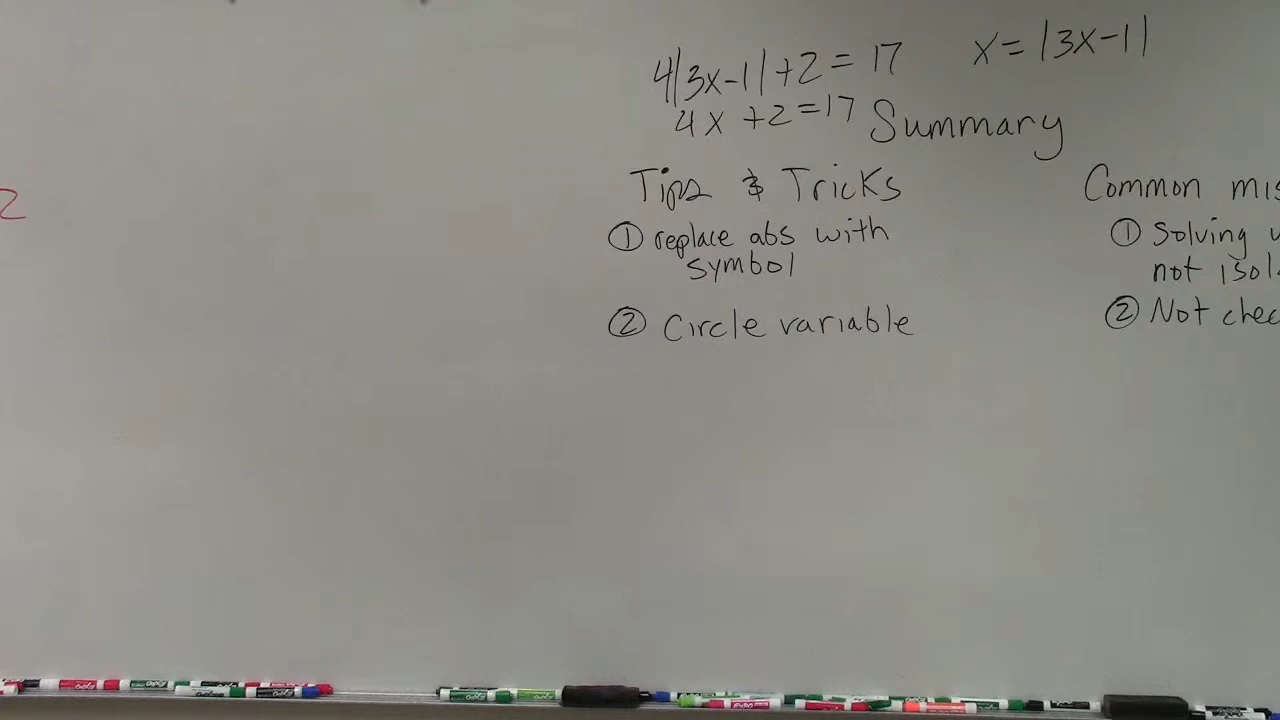 4|3x-1|+2=17 x=|3x-1|
4x+2=17 Summary
Tips & Tricks Common mis
① replace abs with ① Solving
symbol not isol
② Circle variable ② Not chec
2